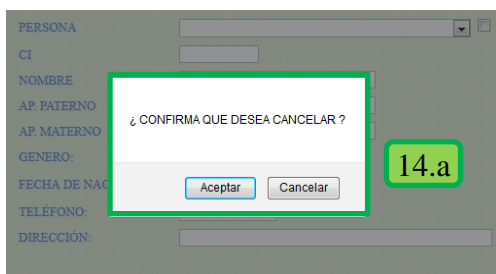 PERSONA
CI
NOMBRE
AP. PATERNO
AP. MATERNO
GENERO:
FECHA DE NAC
TELÉFONO:
DIRECCIÓN:
¿ CONFIRMA QUE DESEA CANCELAR ?
Aceptar Cancelar
14.a